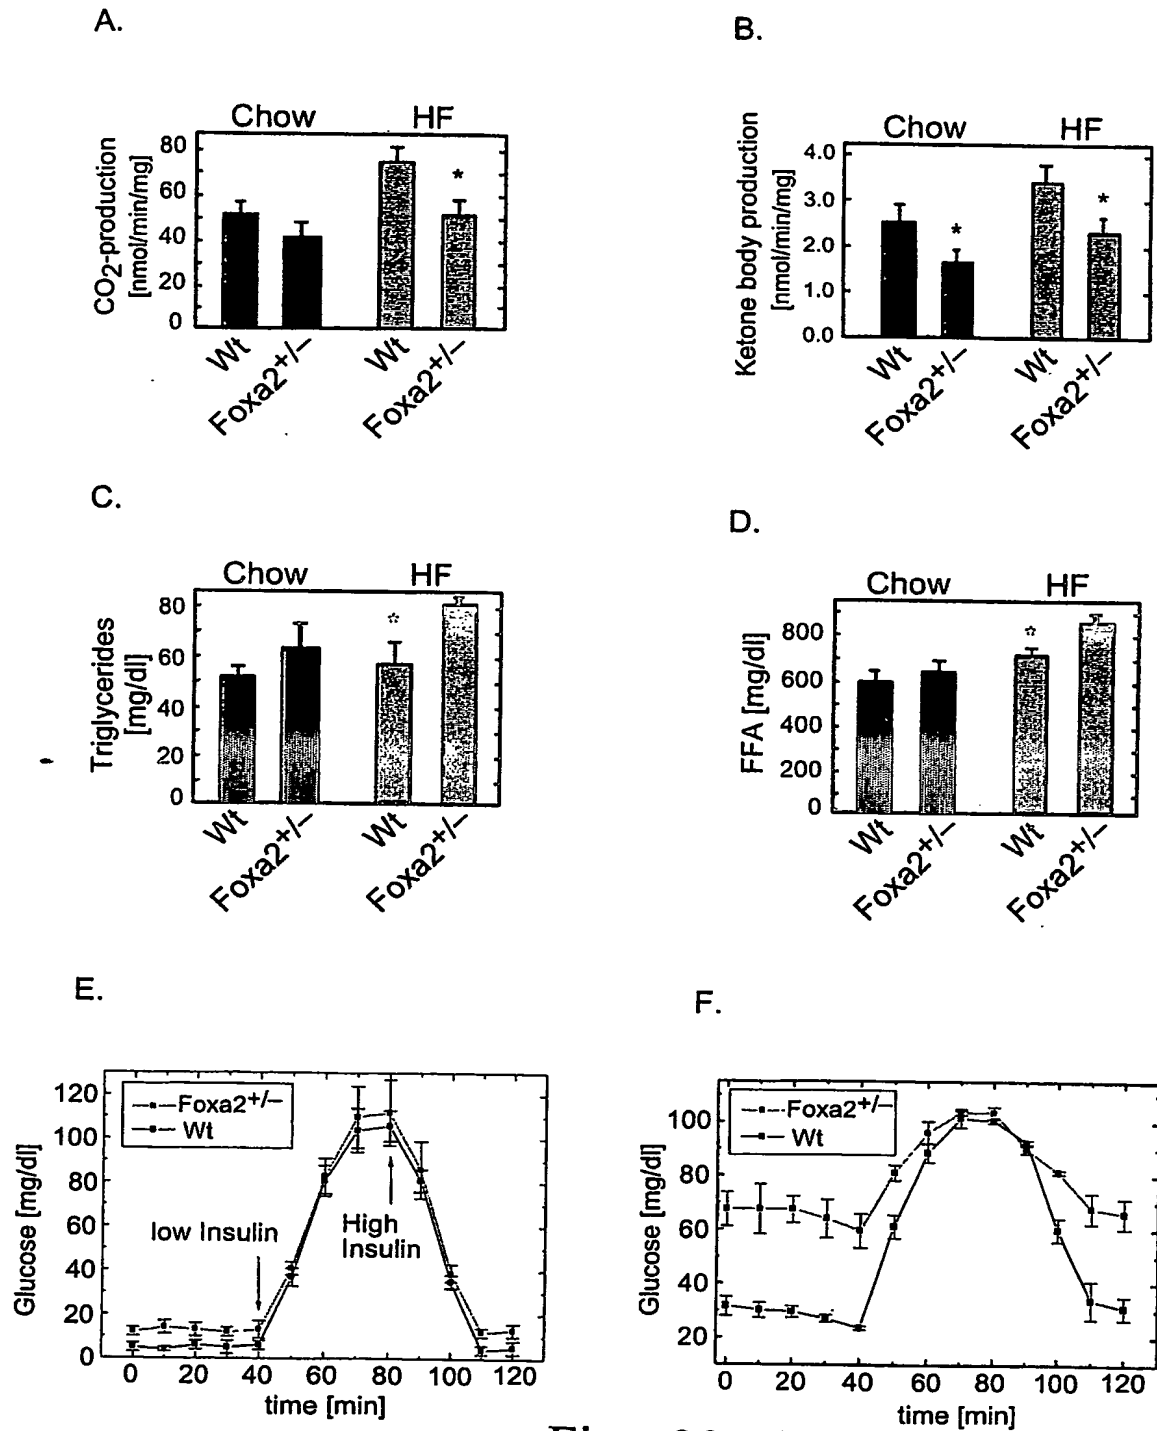 A.
Chow HF
CO2-production
[nmol/min/mg]
80
60
40
20
0
*
Wt
Foxa2+/–
Wt
Foxa2+/–
B.
Chow HF
Ketone body production
[nmol/min/mg]
4.0
3.0
2.0
1.0
0.0
*
*
Wt
Foxa2+/–
Wt
Foxa2+/–
C.
Chow HF
Triglycerides
[mg/dl]
80
60
40
20
0
Wt
Foxa2+/–
Wt
Foxa2+/–
D.
Chow HF
FFA [mg/dl]
800
600
400
200
0
Wt
Foxa2+/–
Wt
Foxa2+/–
E.
Foxa2+/–
Wt
Glucose [mg/dl]
120
100
80
60
40
20
0
low Insulin
High
Insulin
0 20 40 60 80 100 120
time [min]
F.
Foxa2+/–
Wt
Glucose [mg/dl]
100
80
60
40
20
0 20 40 60 80 100 120
time [min]